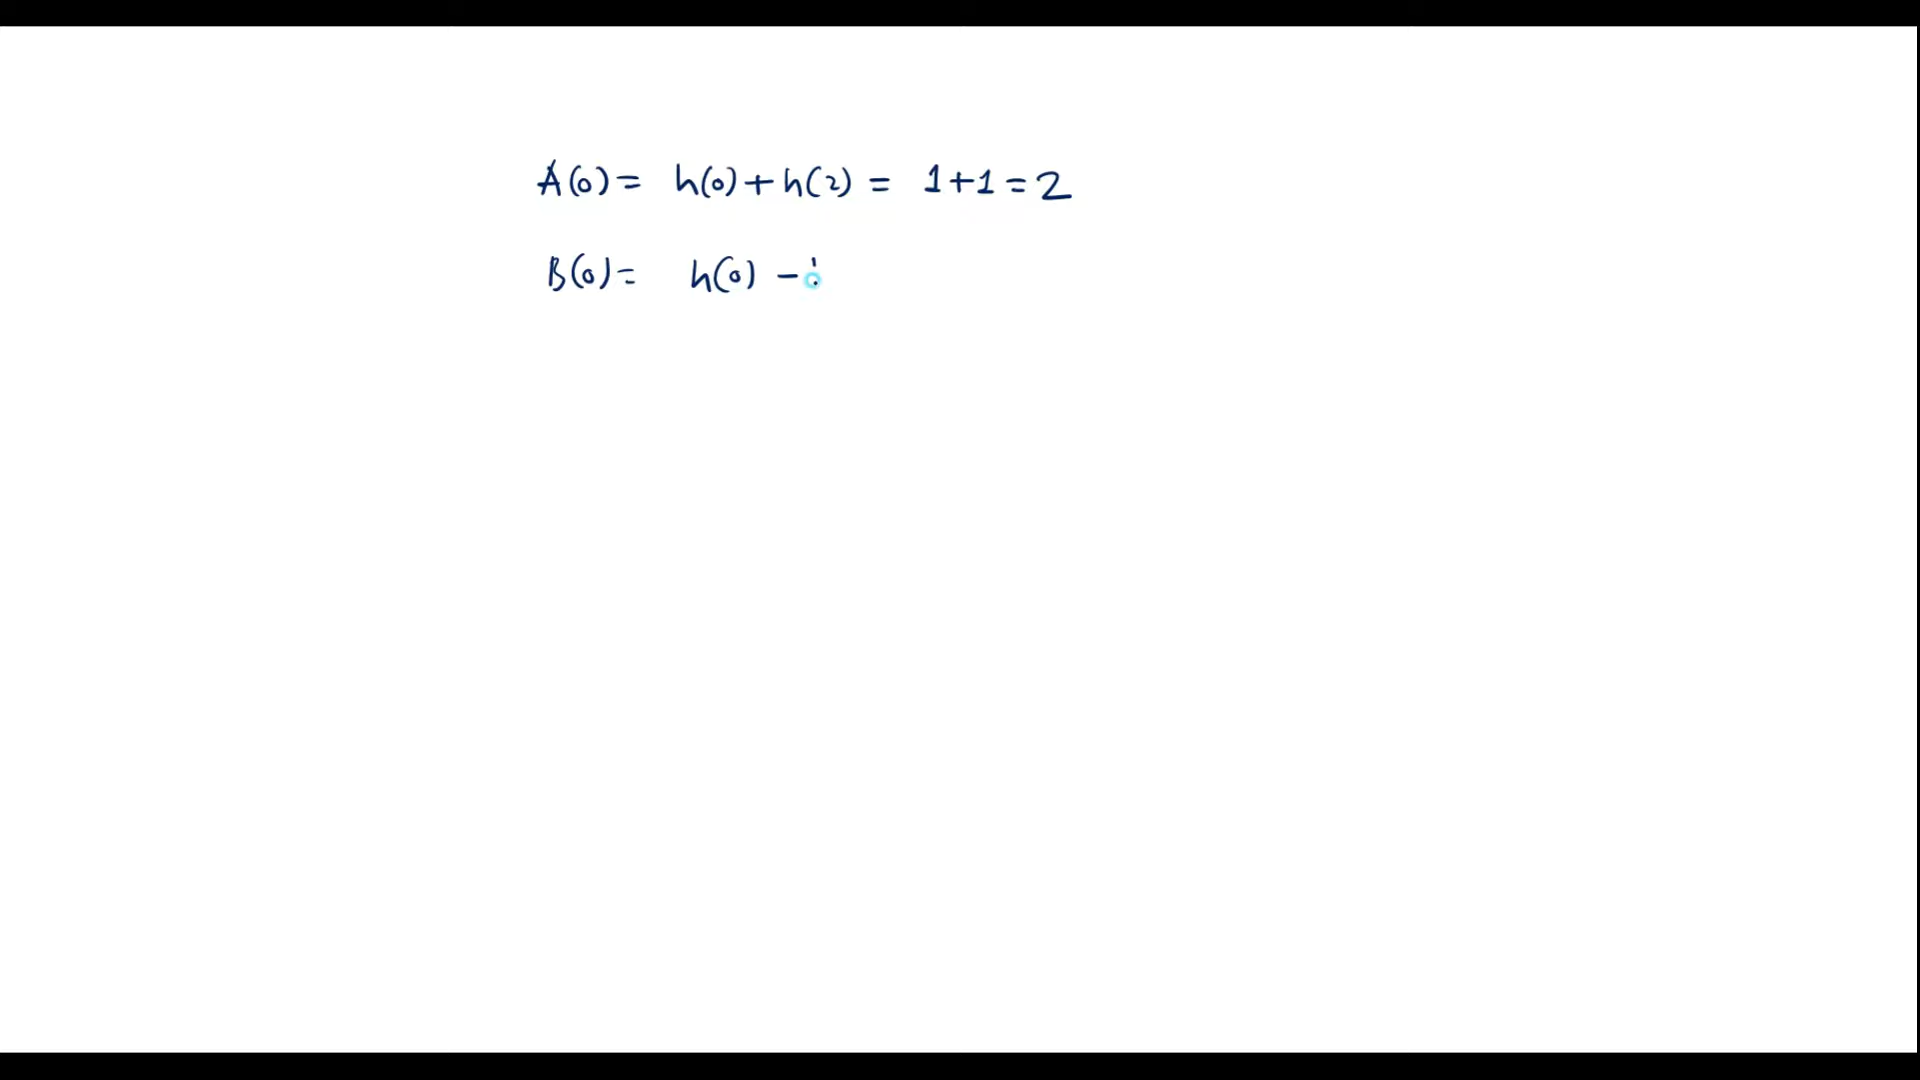 A(0) = h(0) + h(2) = 1+1 = 2
B(0) = h(0) -